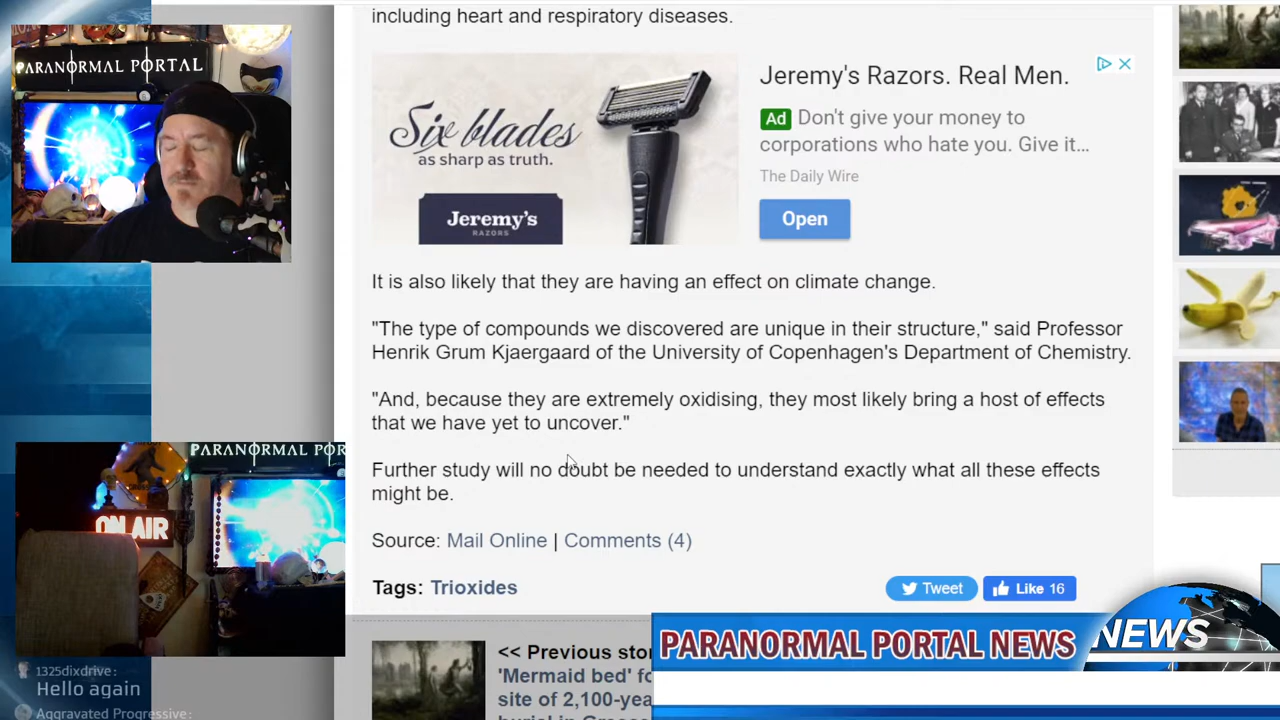 including heart and respiratory diseases.
PARANORMAL PORTAL
Six blades
as sharp as truth.
Jeremy's
RAZORS
Jeremy's Razors. Real Men.
Ad Don't give your money to
corporations who hate you. Give it...
The Daily Wire
Open
It is also likely that they are having an effect on climate change.
"The type of compounds we discovered are unique in their structure," said Professor
Henrik Grum Kjaergaard of the University of Copenhagen's Department of Chemistry.
"And, because they are extremely oxidising, they most likely bring a host of effects
that we have yet to uncover."
Further study will no doubt be needed to understand exactly what all these effects
might be.
Source: Mail Online | Comments (4)
Tags: Trioxides
Tweet
Like 16
PARANORMAL PORTAL
ON AIR
<< Previous stor
'Mermaid bed' fo
site of 2,100-yea
burial in Greece
PARANORMAL PORTAL NEWS
NEWS
1325dixdrive:
Hello again
Aggravated Progressive: